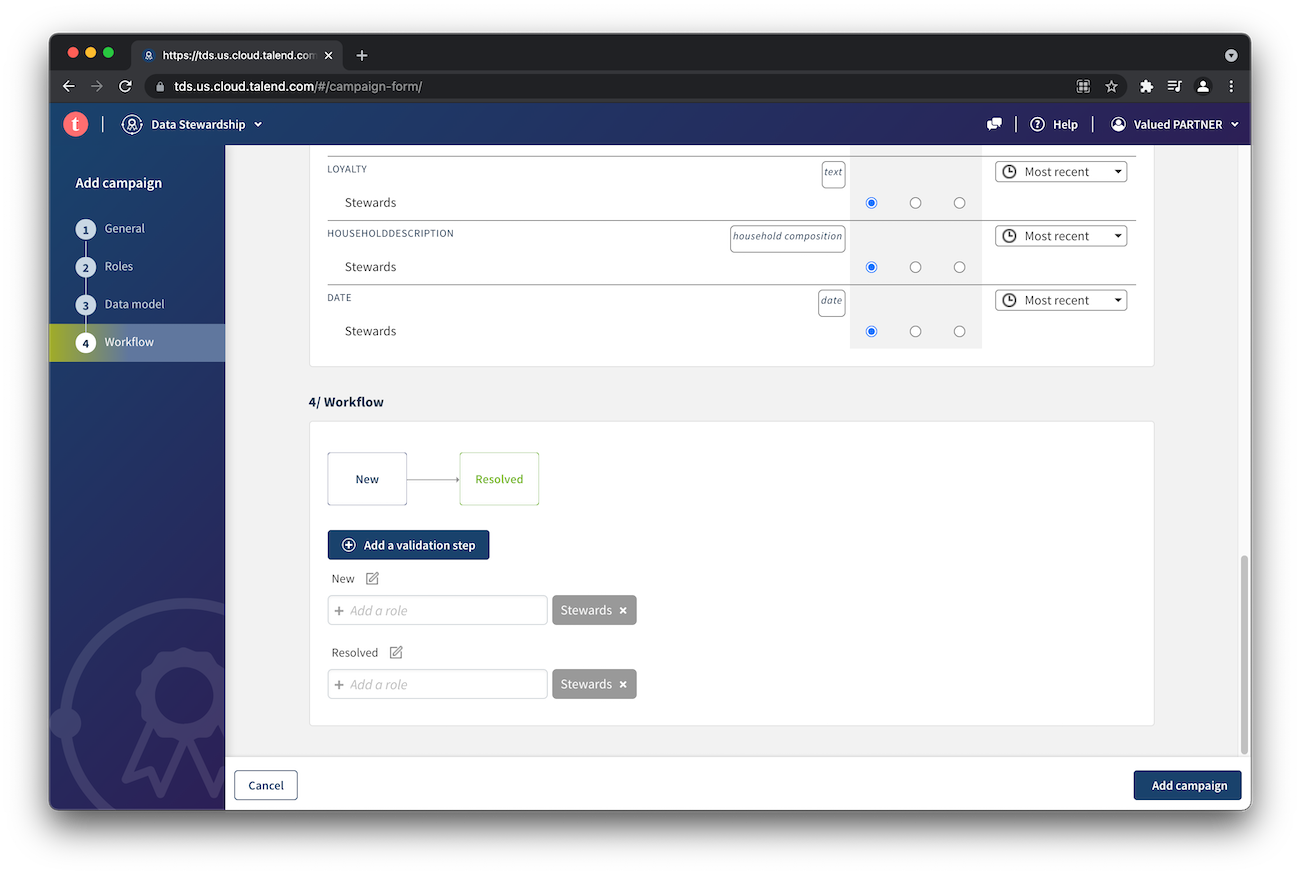 https://tds.us.cloud.talend.com
tds.us.cloud.talend.com/#/campaign-form/
t
Data Stewardship
Help
Valued PARTNER
Add campaign
1 General
2 Roles
3 Data model
4 Workflow
LOYALTY
text
Most recent
Stewards
HOUSEHOLDDESCRIPTION
household composition
Most recent
Stewards
DATE
date
Most recent
Stewards
4/ Workflow
New
Resolved
Add a validation step
New
+ Add a role
Stewards ×
Resolved
+ Add a role
Stewards ×
Cancel
Add campaign